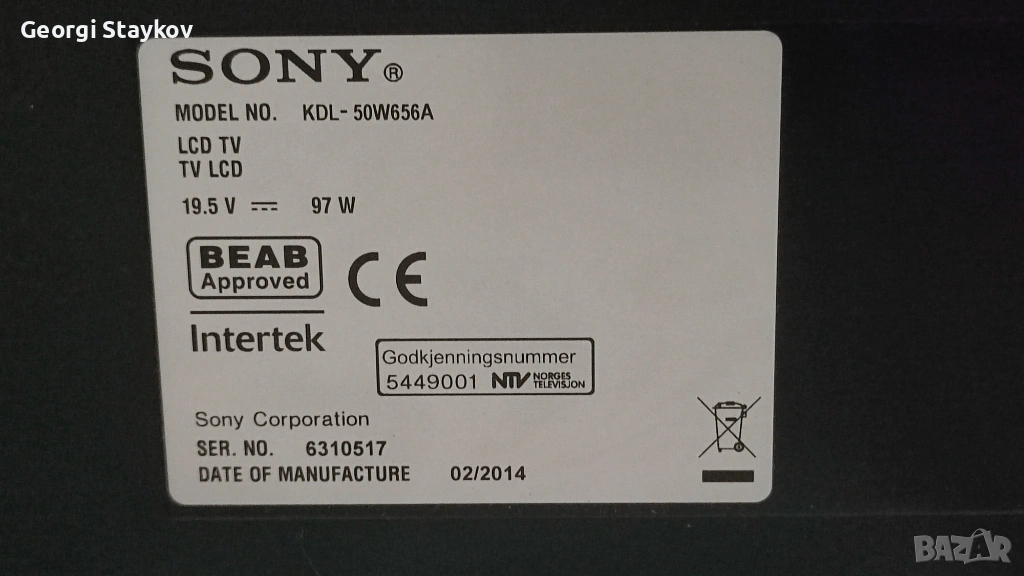 Georgi Staykov
SONY®
MODEL NO. KDL-50W656A
LCD TV
TV LCD
19.5 V 97 W
BEAB
Approved
CE
Intertek
Godkjenningsnummer
5449001 NTV NORGES TELEVISJON
Sony Corporation
SER. NO. 6310517
DATE OF MANUFACTURE 02/2014
BAZAR